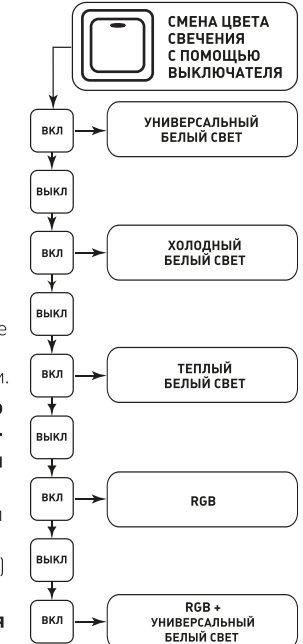 СМЕНА ЦВЕТА
СВЕЧЕНИЯ
С ПОМОЩЬЮ
ВЫКЛЮЧАТЕЛЯ
ВКЛ
УНИВЕРСАЛЬНЫЙ
БЕЛЫЙ СВЕТ
ВЫКЛ
ВКЛ
ХОЛОДНЫЙ
БЕЛЫЙ СВЕТ
ВЫКЛ
ВКЛ
ТЕПЛЫЙ
БЕЛЫЙ СВЕТ
ВЫКЛ
ВКЛ
RGB
ВЫКЛ
ВКЛ
RGB +
УНИВЕРСАЛЬНЫЙ
БЕЛЫЙ СВЕТ